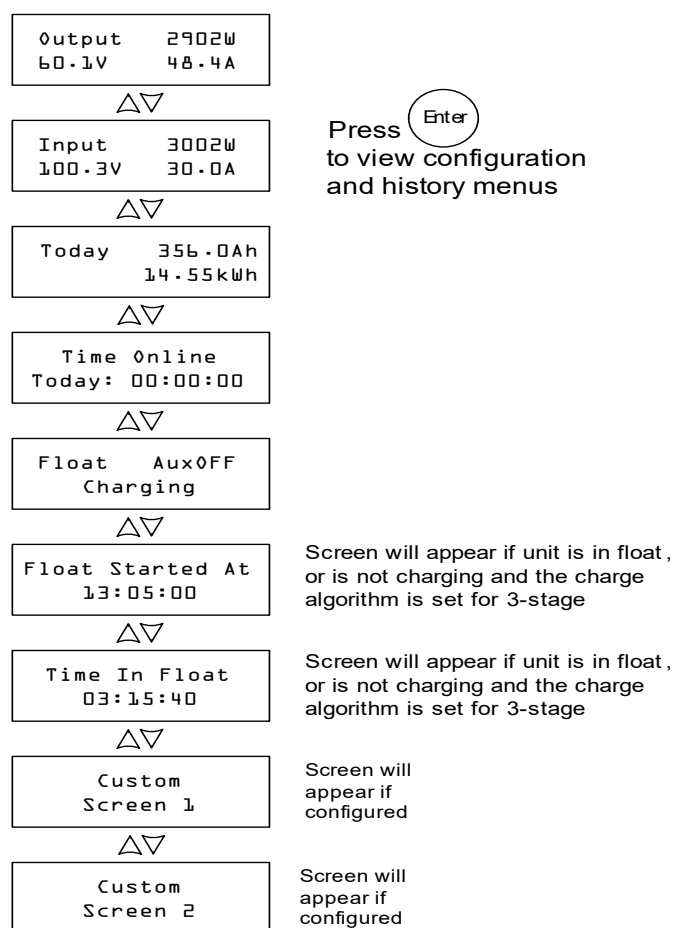 Output 2902W
60.1V 48.4A
Press Enter
to view configuration
and history menus
Input 3002W
100.3V 30.0A
Today 356.0Ah
14.55kWh
Time Online
Today: 00:00:00
Float AuxOFF
Charging
Float Started At
13:05:00
Screen will appear if unit is in float,
or is not charging and the charge
algorithm is set for 3-stage
Time In Float
03:15:40
Screen will appear if unit is in float,
or is not charging and the charge
algorithm is set for 3-stage
Custom
Screen 1
Screen will
appear if
configured
Custom
Screen 2
Screen will
appear if
configured